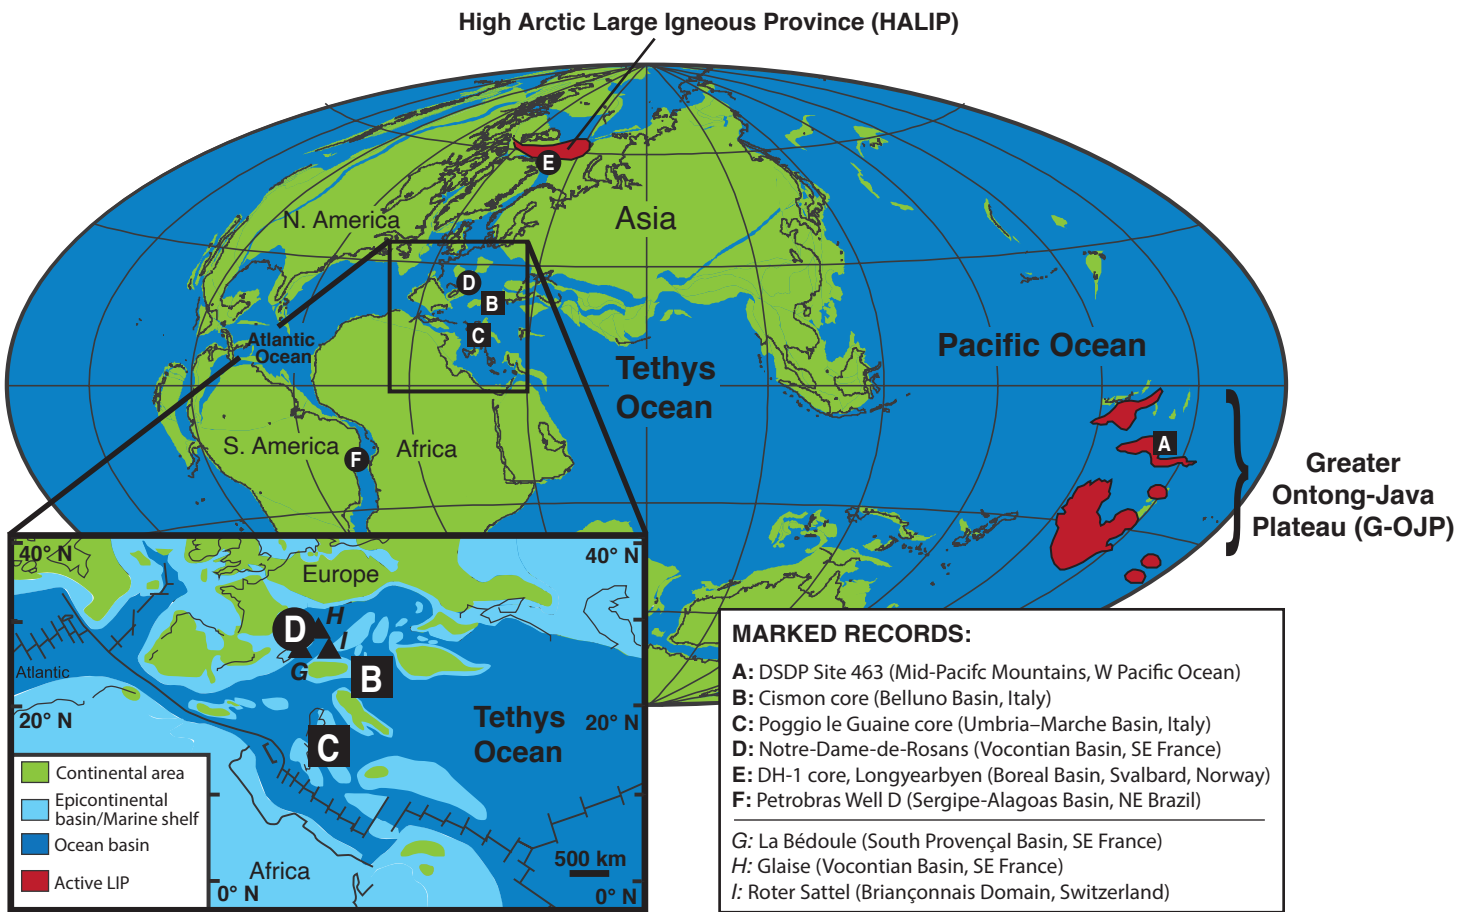 High Arctic Large Igneous Province (HALIP)
E
N. America
Asia
D
B
C
Atlantic
Ocean
Pacific Ocean
Tethys
Ocean
S. America
Africa
F
A
Greater
Ontong-Java
Plateau (G-OJP)
40° N
40° N
Europe
D
H
I
G
B
Atlantic
20° N
20° N
Tethys
Ocean
C
Continental area
Epicontinental
basin/Marine shelf
Ocean basin
Active LIP
Africa
500 km
0° N
0° N
MARKED RECORDS:
A: DSDP Site 463 (Mid-Pacifc Mountains, W Pacific Ocean)
B: Cismon core (Belluno Basin, Italy)
C: Poggio le Guaine core (Umbria–Marche Basin, Italy)
D: Notre-Dame-de-Rosans (Vocontian Basin, SE France)
E: DH-1 core, Longyearbyen (Boreal Basin, Svalbard, Norway)
F: Petrobras Well D (Sergipe-Alagoas Basin, NE Brazil)
G: La Bédoule (South Provençal Basin, SE France)
H: Glaise (Vocontian Basin, SE France)
I: Roter Sattel (Briançonnais Domain, Switzerland)